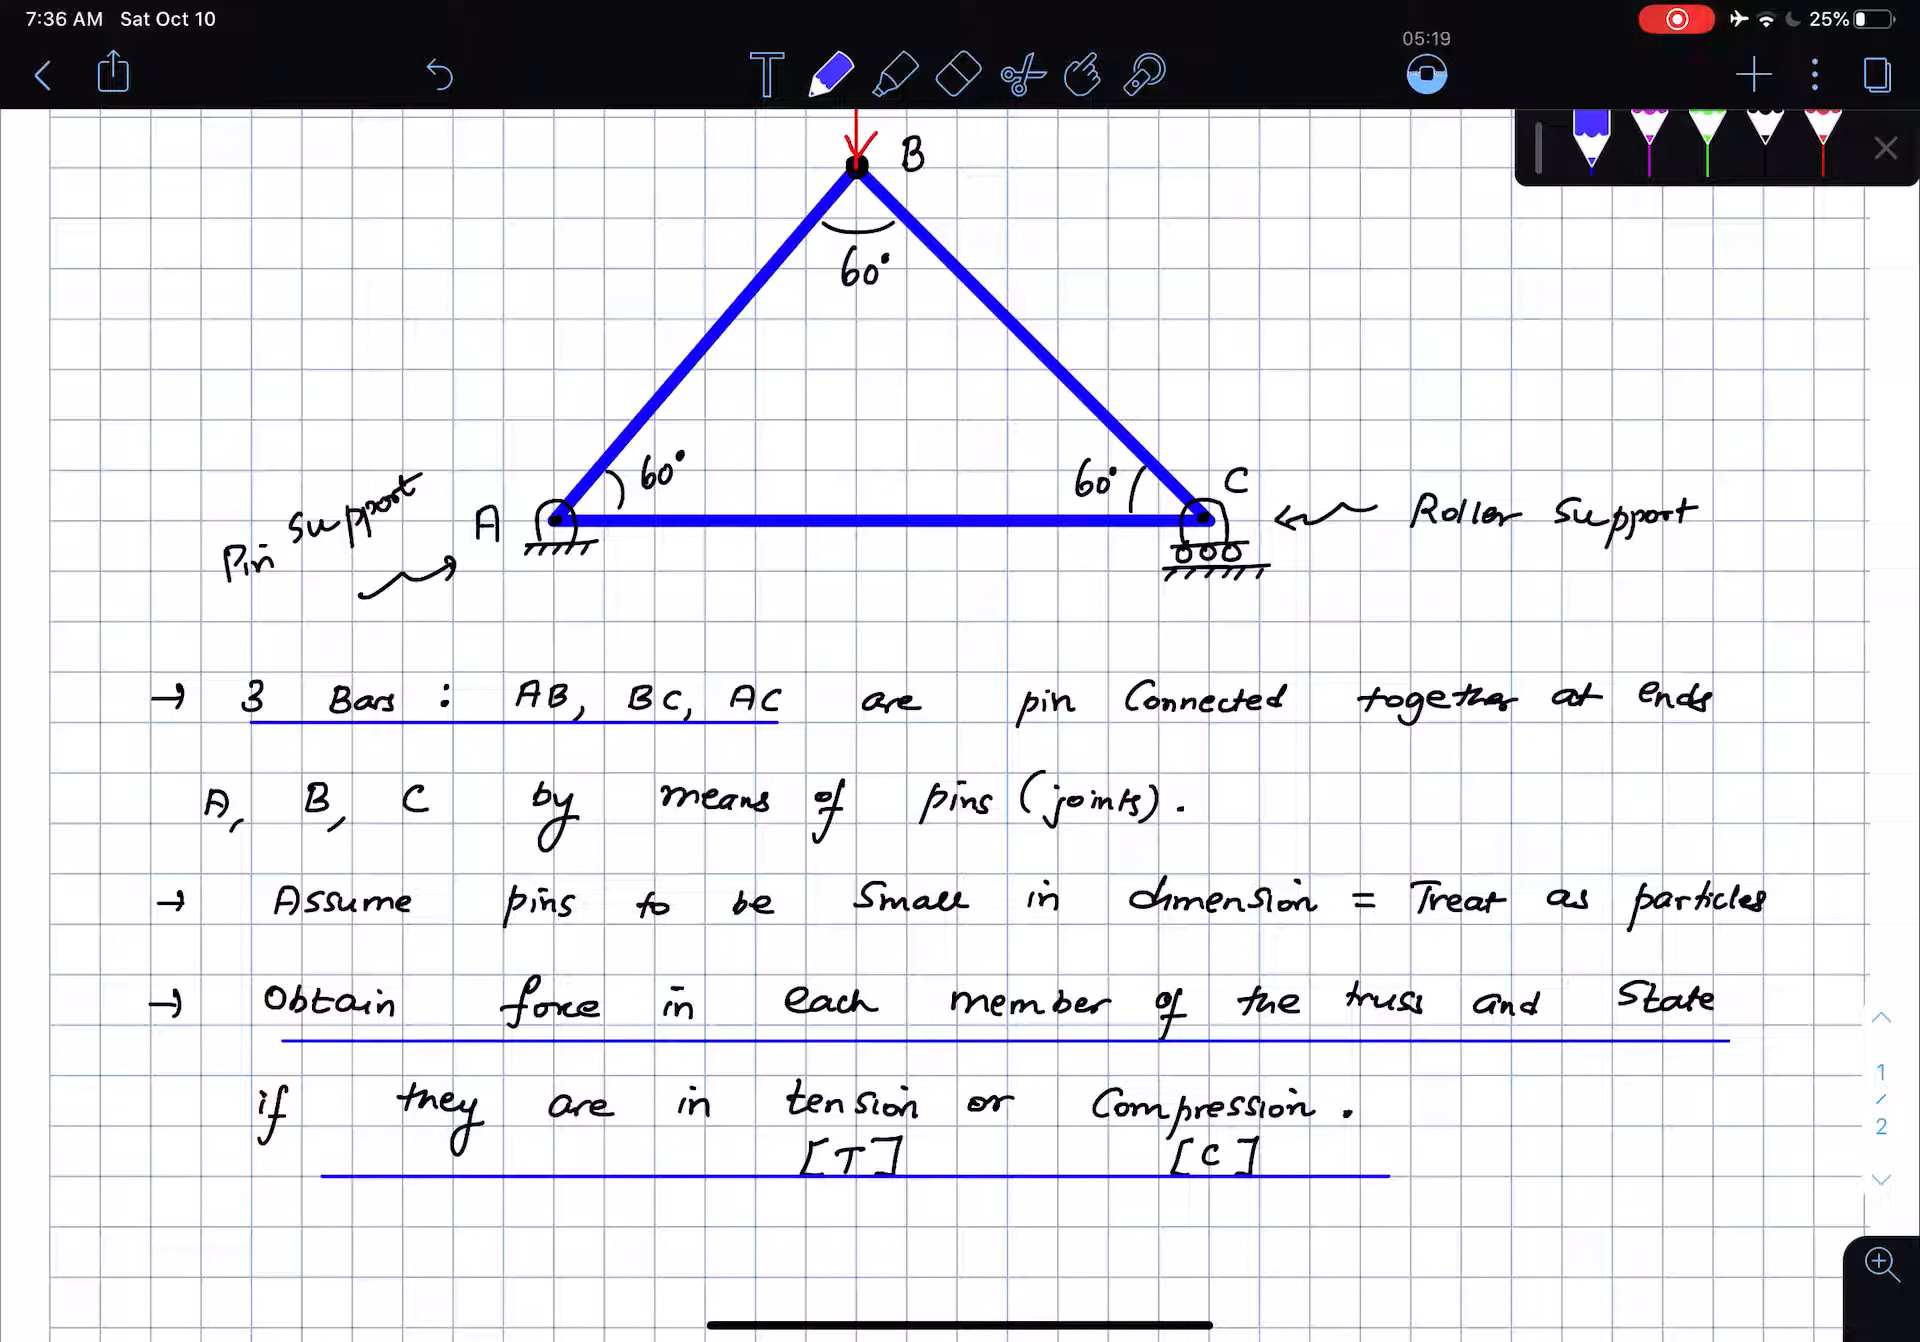 7:36 AM Sat Oct 10
25%
05:19
T
B
60°
60°
60°
C
Pin support
A
Roller Support
→ 3 Bars : AB, BC, AC are pin Connected together at ends
A, B, C by means of pins (joints).
→ Assume pins to be Small in dimension = Treat as particles
→ Obtain force in each member of the truss and State
if they are in tension or Compression.
[T] [C]
1
/
2